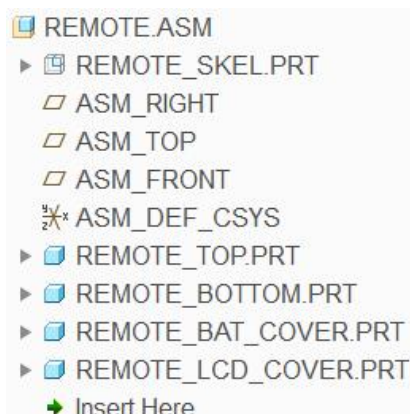 REMOTE.ASM
REMOTE_SKEL.PRT
ASM_RIGHT
ASM_TOP
ASM_FRONT
ASM_DEF_CSYS
REMOTE_TOP.PRT
REMOTE_BOTTOM.PRT
REMOTE_BAT_COVER.PRT
REMOTE_LCD_COVER.PRT
Insert Here